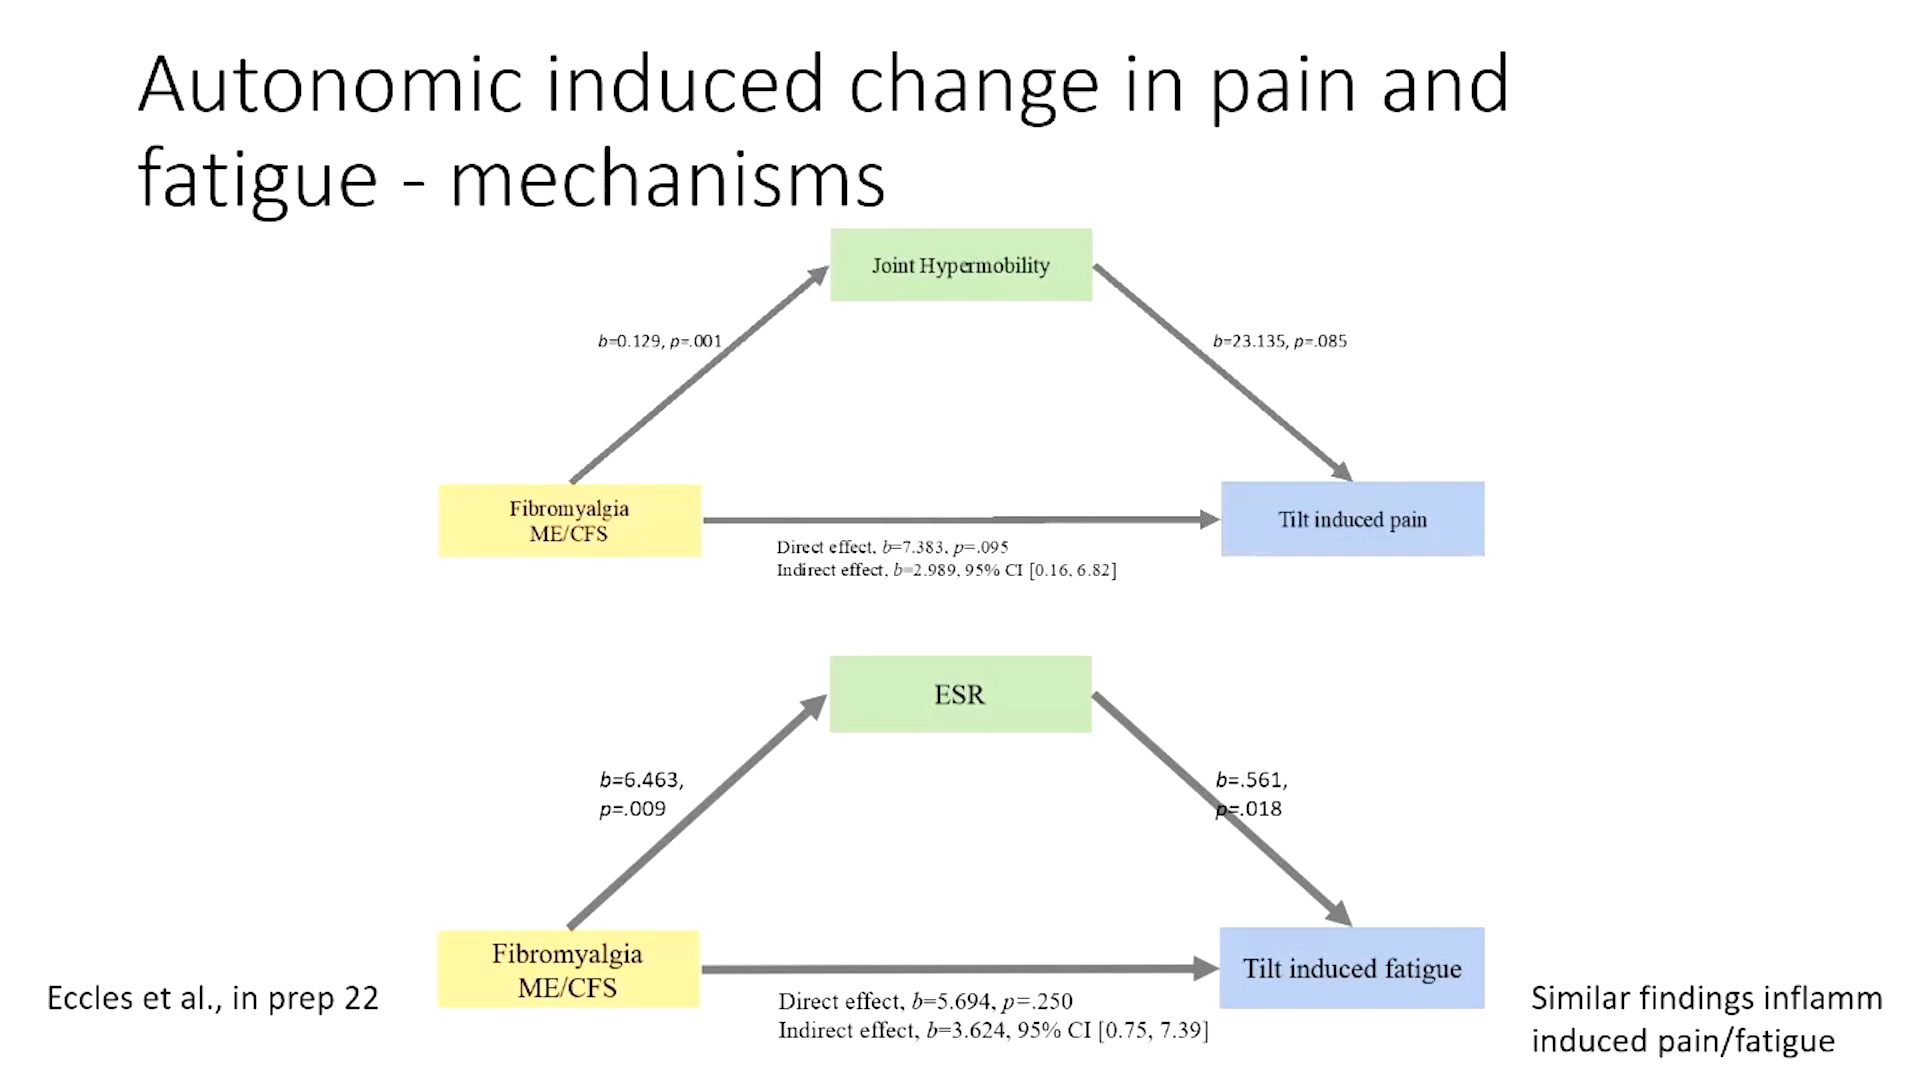 Autonomic induced change in pain and
fatigue - mechanisms
Joint Hypermobility
b=0.129, p=.001
b=23.135, p=.085
Fibromyalgia
ME/CFS
Tilt induced pain
Direct effect, b=7.383, p=.095
Indirect effect, b=2.989, 95% CI [0.16, 6.82]
ESR
b=6.463,
p=.009
b=.561,
p=.018
Fibromyalgia
ME/CFS
Tilt induced fatigue
Direct effect, b=5.694, p=.250
Indirect effect, b=3.624, 95% CI [0.75, 7.39]
Eccles et al., in prep 22
Similar findings inflamm
induced pain/fatigue